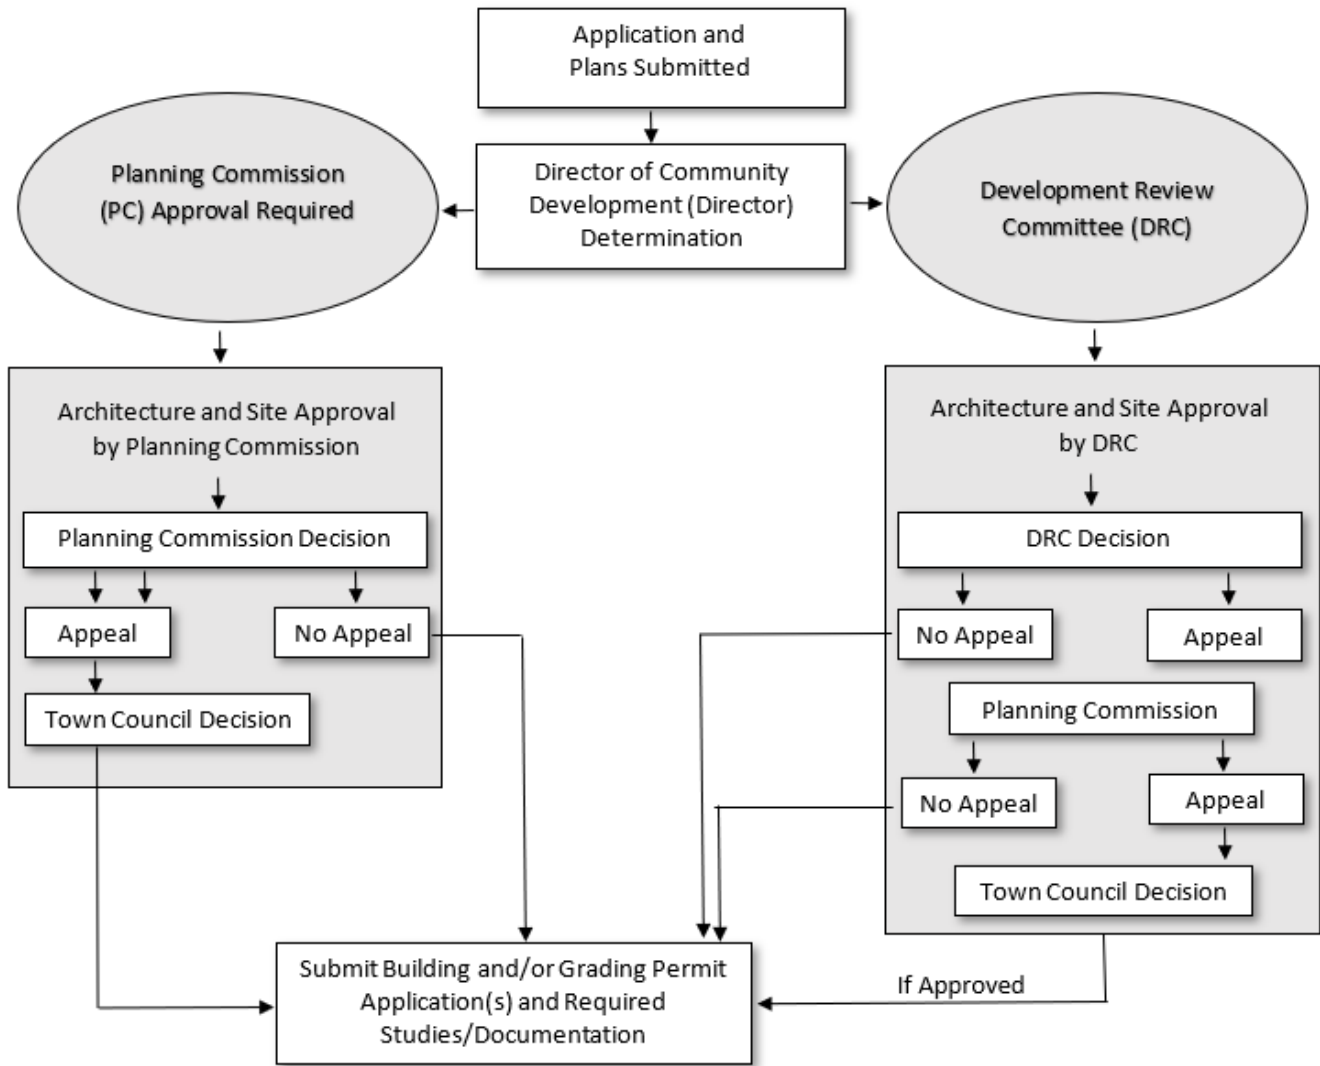 Application and
Plans Submitted
Planning Commission
(PC) Approval Required
Director of Community
Development (Director)
Determination
Development Review
Committee (DRC)
Architecture and Site Approval
by Planning Commission
Planning Commission Decision
Appeal
No Appeal
Town Council Decision
Architecture and Site Approval
by DRC
DRC Decision
No Appeal
Appeal
Planning Commission
No Appeal
Appeal
Town Council Decision
If Approved
Submit Building and/or Grading Permit
Application(s) and Required
Studies/Documentation